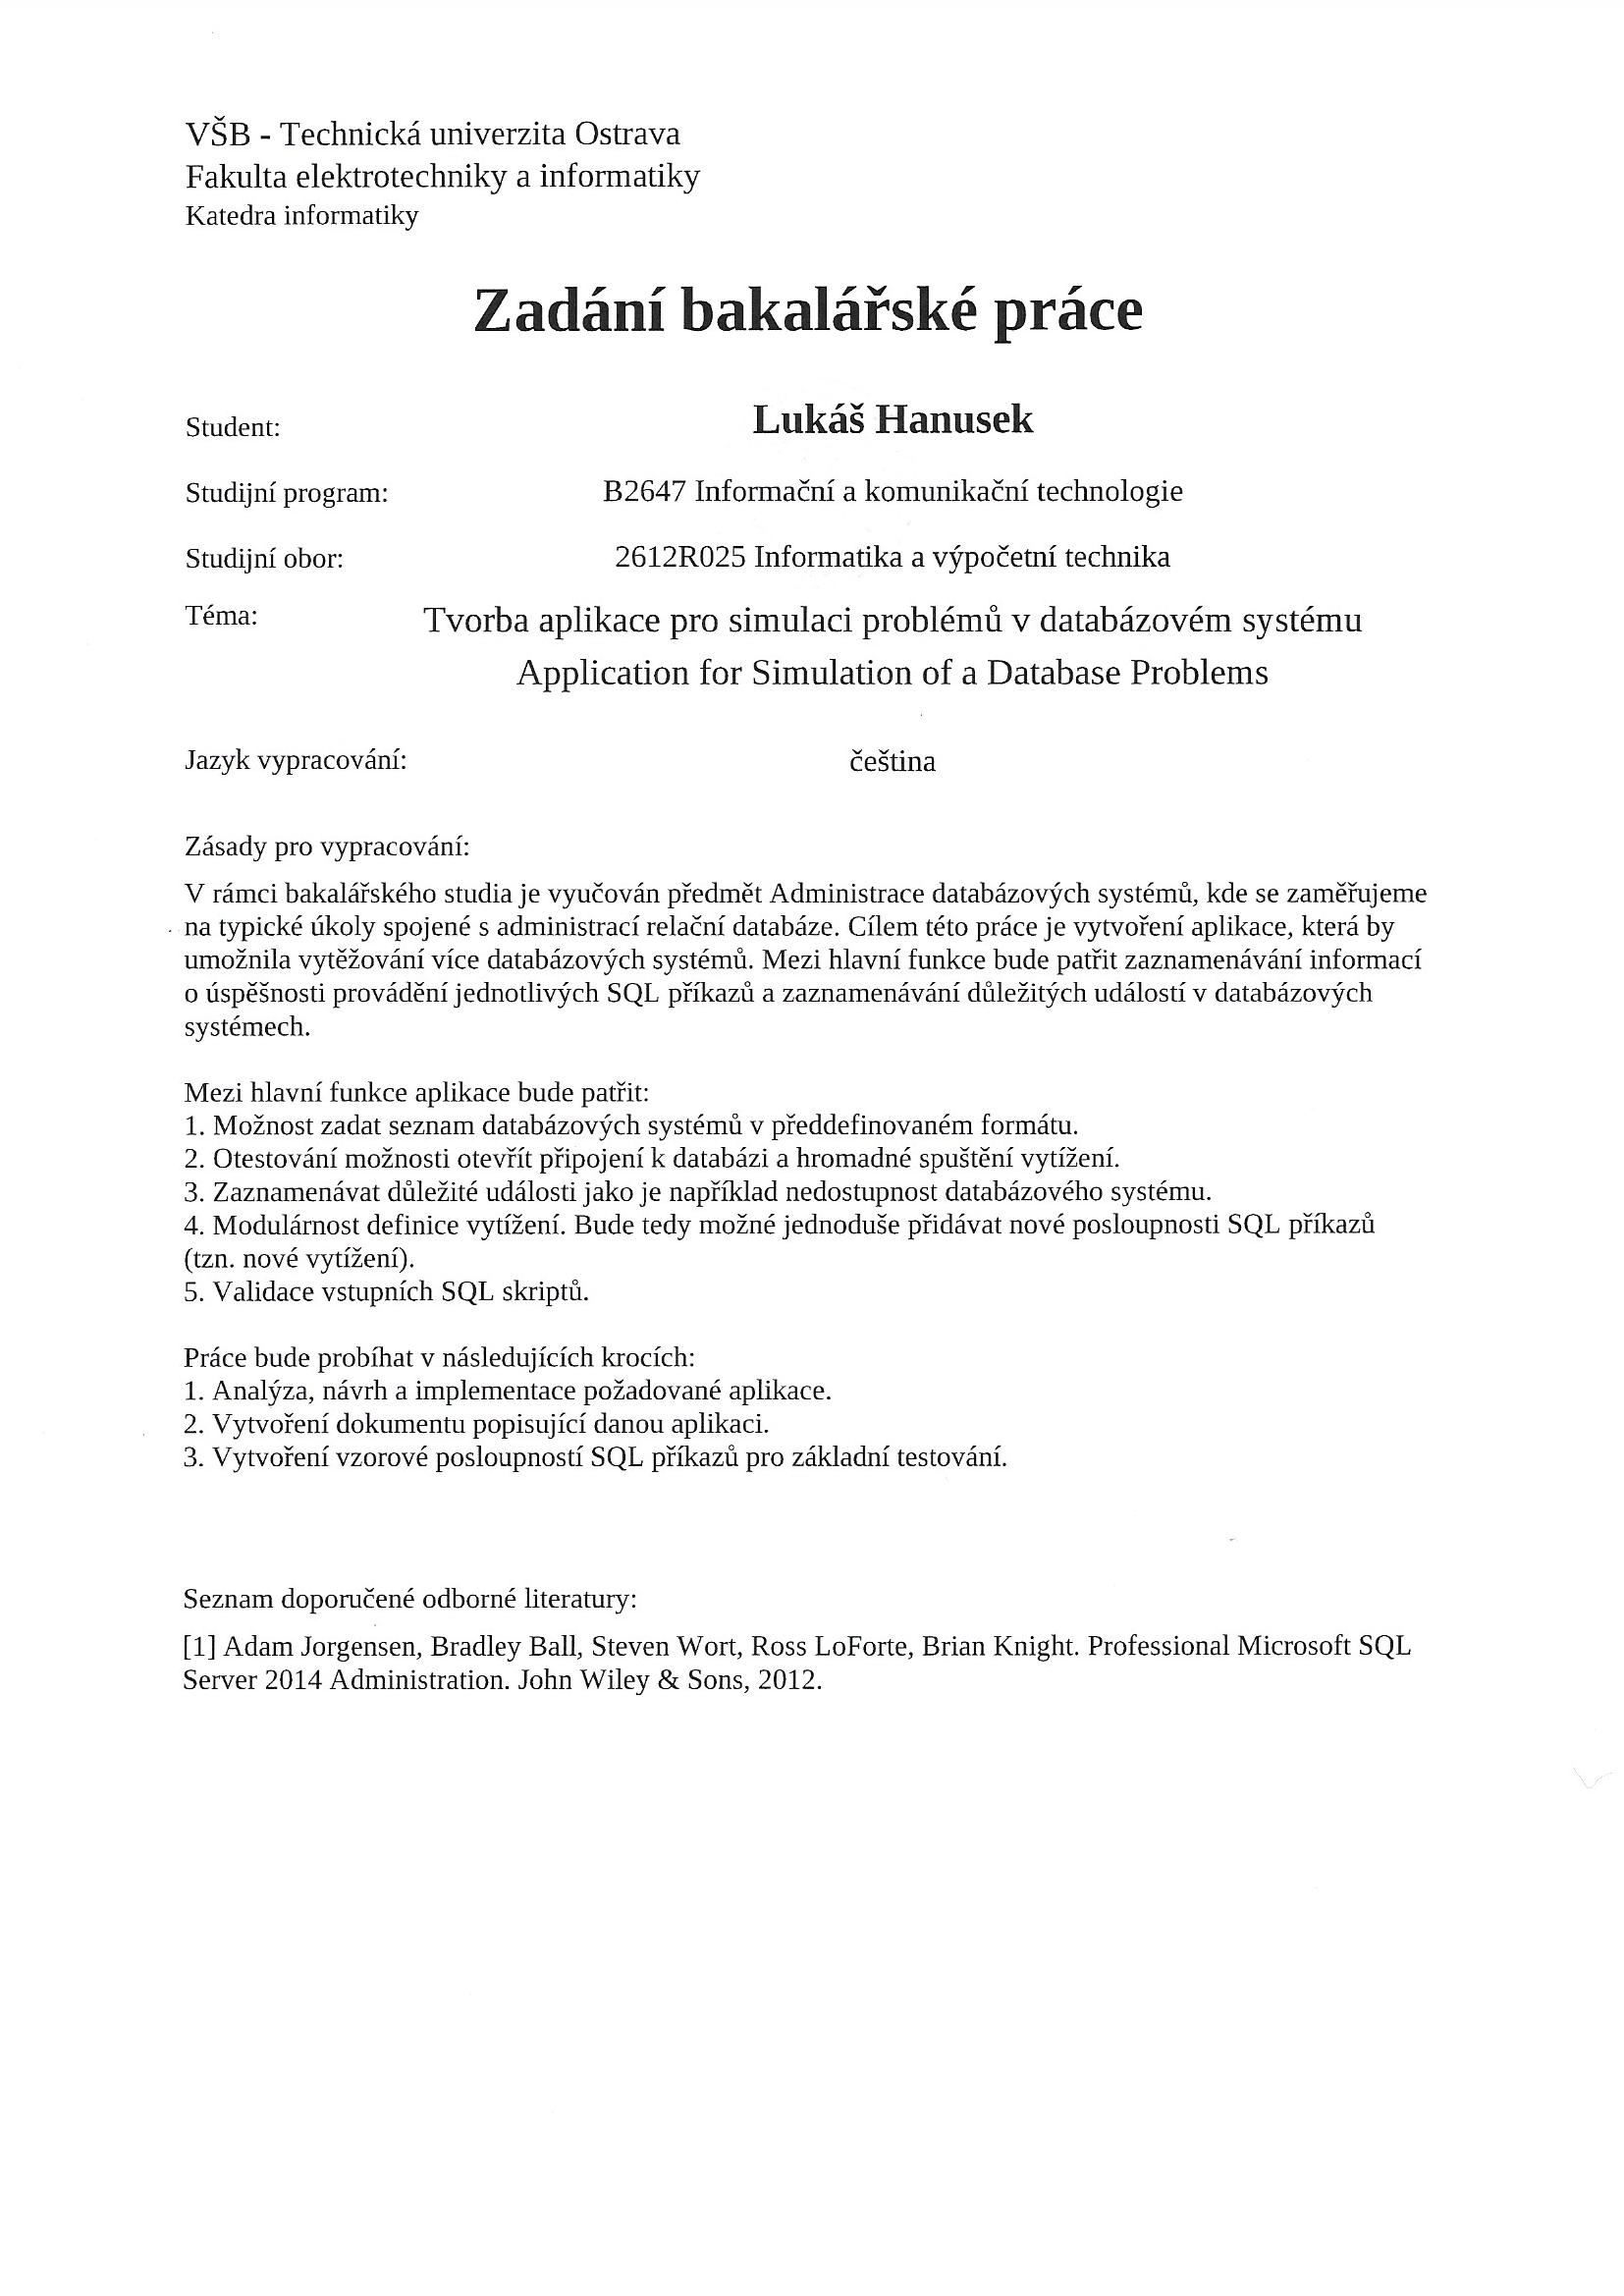 VŠB - Technická univerzita Ostrava
Fakulta elektrotechniky a informatiky
Katedra informatiky
Zadání bakalářské práce
Student: Lukáš Hanusek
Studijní program: B2647 Informační a komunikační technologie
Studijní obor: 2612R025 Informatika a výpočetní technika
Téma: Tvorba aplikace pro simulaci problémů v databázovém systému
Application for Simulation of a Database Problems
Jazyk vypracování: čeština
Zásady pro vypracování:
V rámci bakalářského studia je vyučován předmět Administrace databázových systémů, kde se zaměřujeme
na typické úkoly spojené s administrací relační databáze. Cílem této práce je vytvoření aplikace, která by
umožnila vytěžování více databázových systémů. Mezi hlavní funkce bude patřit zaznamenávání informací
o úspěšnosti provádění jednotlivých SQL příkazů a zaznamenávání důležitých událostí v databázových
systémech.
Mezi hlavní funkce aplikace bude patřit:
1. Možnost zadat seznam databázových systémů v předdefinovaném formátu.
2. Otestování možnosti otevřít připojení k databázi a hromadné spuštění vytížení.
3. Zaznamenávat důležité události jako je například nedostupnost databázového systému.
4. Modulárnost definice vytížení. Bude tedy možné jednoduše přidávat nové posloupnosti SQL příkazů
(tzn. nové vytížení).
5. Validace vstupních SQL skriptů.
Práce bude probíhat v následujících krocích:
1. Analýza, návrh a implementace požadované aplikace.
2. Vytvoření dokumentu popisující danou aplikaci.
3. Vytvoření vzorové posloupností SQL příkazů pro základní testování.
Seznam doporučené odborné literatury:
[1] Adam Jorgensen, Bradley Ball, Steven Wort, Ross LoForte, Brian Knight. Professional Microsoft SQL
Server 2014 Administration. John Wiley & Sons, 2012.